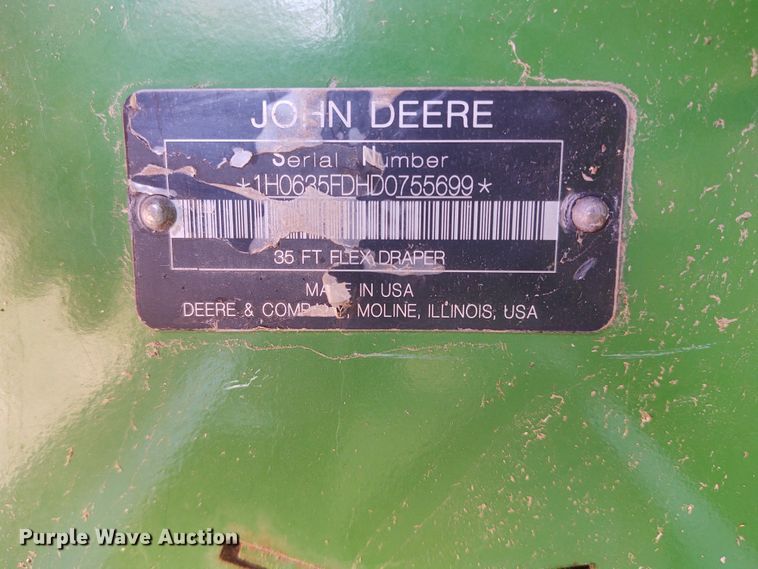 JOHN DEERE
Serial Number
*1H0635FDHD0755699*
35 FT FLEX DRAPER
MADE IN USA
DEERE & COMPANY, MOLINE, ILLINOIS, USA
Purple Wave Auction